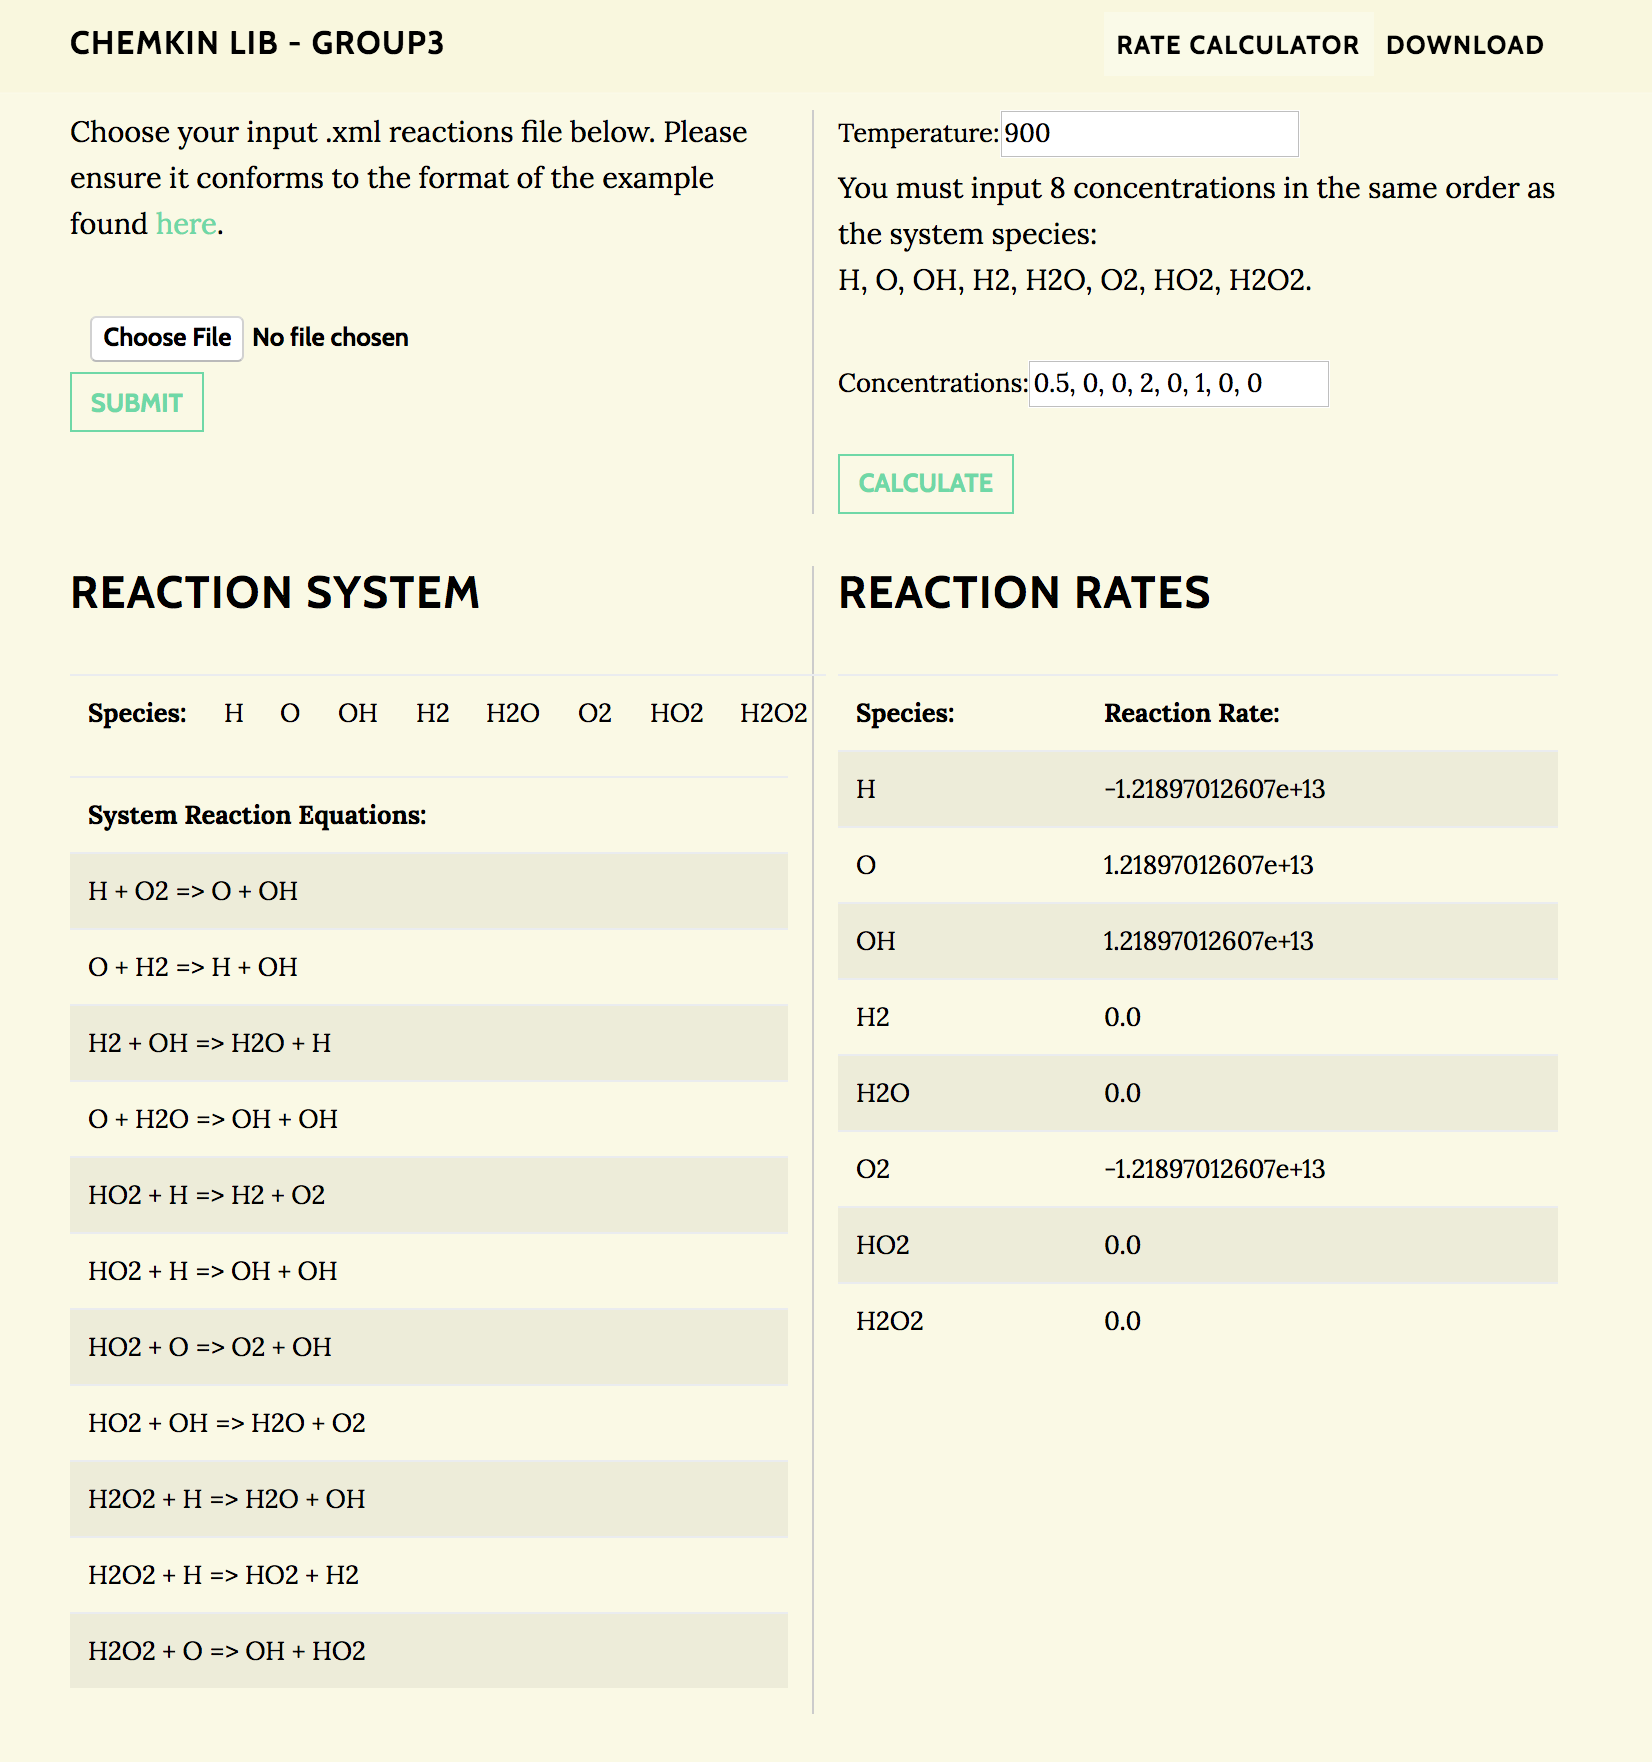 CHEMKIN LIB - GROUP3
RATE CALCULATOR DOWNLOAD
Choose your input .xml reactions file below. Please
ensure it conforms to the format of the example
found here.
Choose File No file chosen
SUBMIT
Temperature: 900
You must input 8 concentrations in the same order as
the system species:
H, O, OH, H2, H2O, O2, HO2, H2O2.
Concentrations: 0.5, 0, 0, 2, 0, 1, 0, 0
CALCULATE
REACTION SYSTEM
Species: H O OH H2 H2O O2 HO2 H2O2
System Reaction Equations:
H + O2 => O + OH
O + H2 => H + OH
H2 + OH => H2O + H
O + H2O => OH + OH
HO2 + H => H2 + O2
HO2 + H => OH + OH
HO2 + O => O2 + OH
HO2 + OH => H2O + O2
H2O2 + H => H2O + OH
H2O2 + H => HO2 + H2
H2O2 + O => OH + HO2
REACTION RATES
Species: Reaction Rate:
H -1.21897012607e+13
O 1.21897012607e+13
OH 1.21897012607e+13
H2 0.0
H2O 0.0
O2 -1.21897012607e+13
HO2 0.0
H2O2 0.0